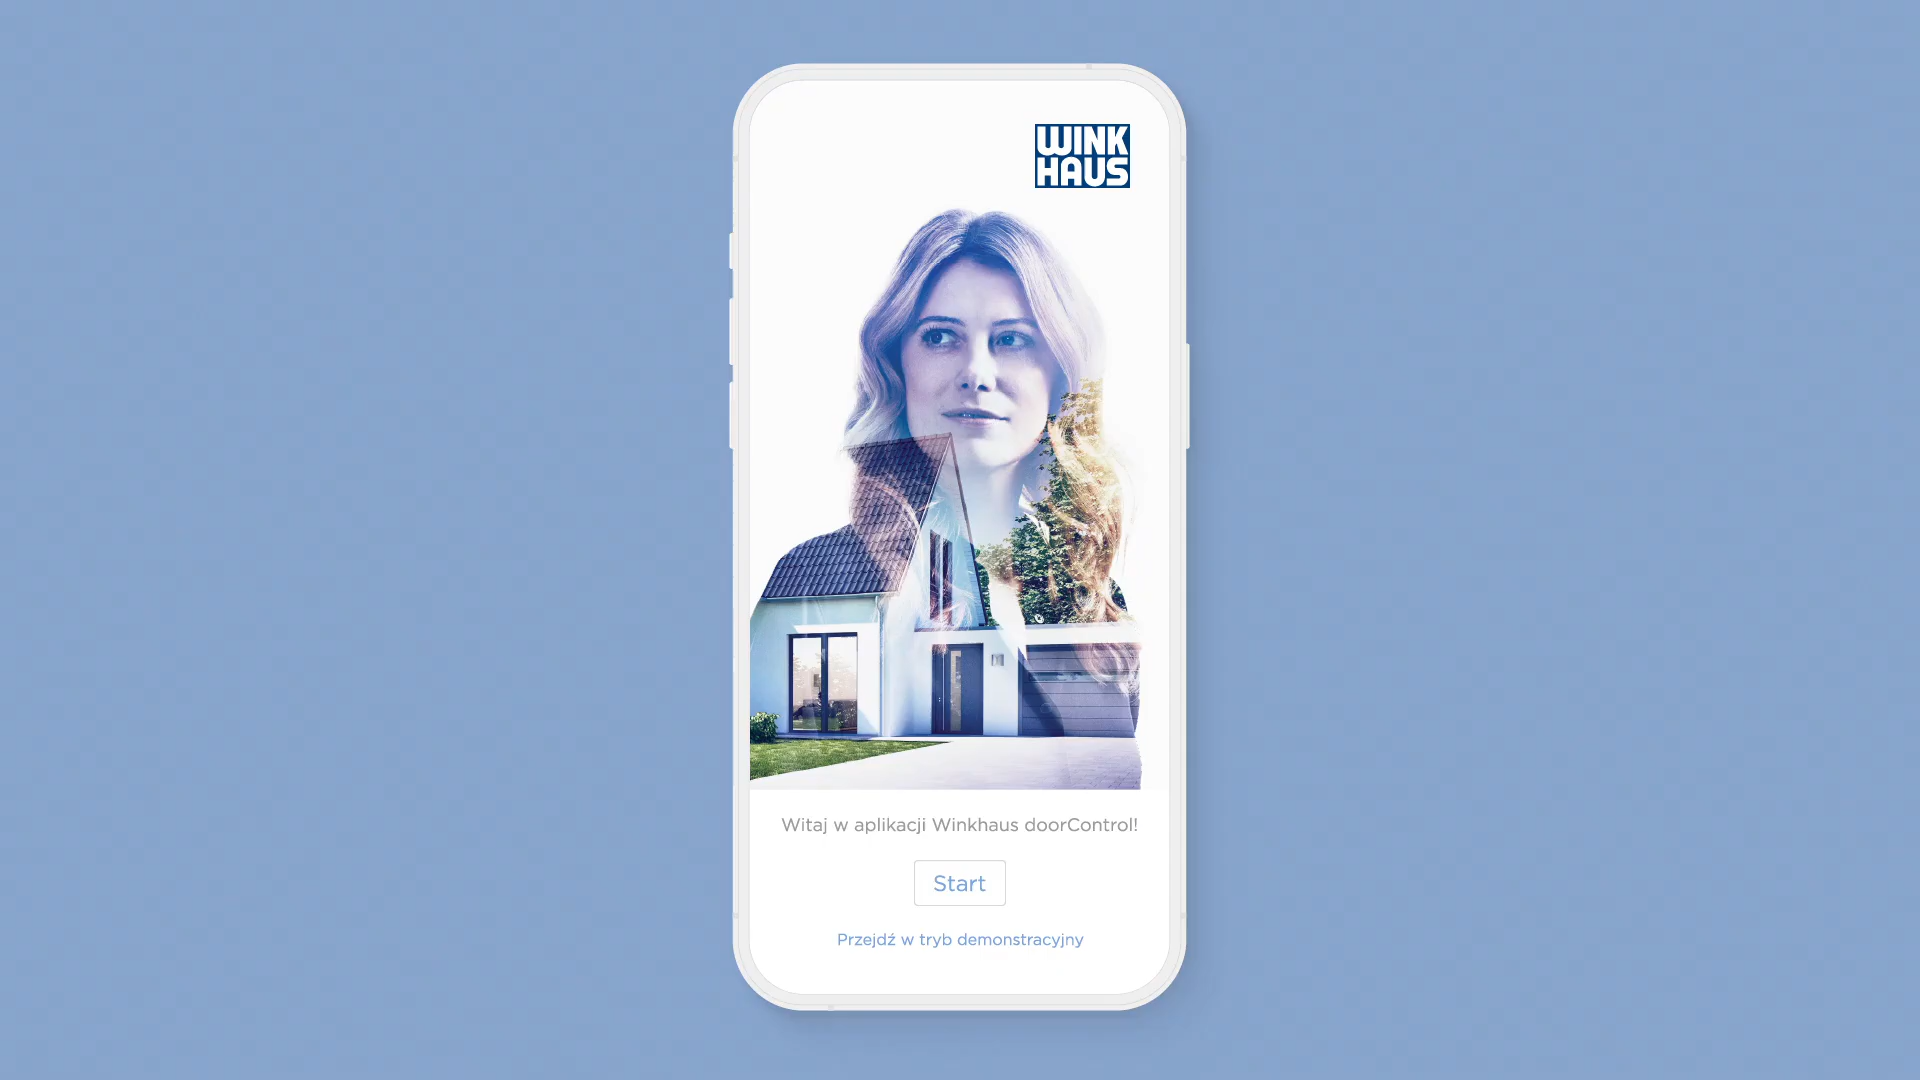 WINK
HAUS
Witaj w aplikacji Winkhaus doorControl!
Start
Przejdź w tryb demonstracyjny